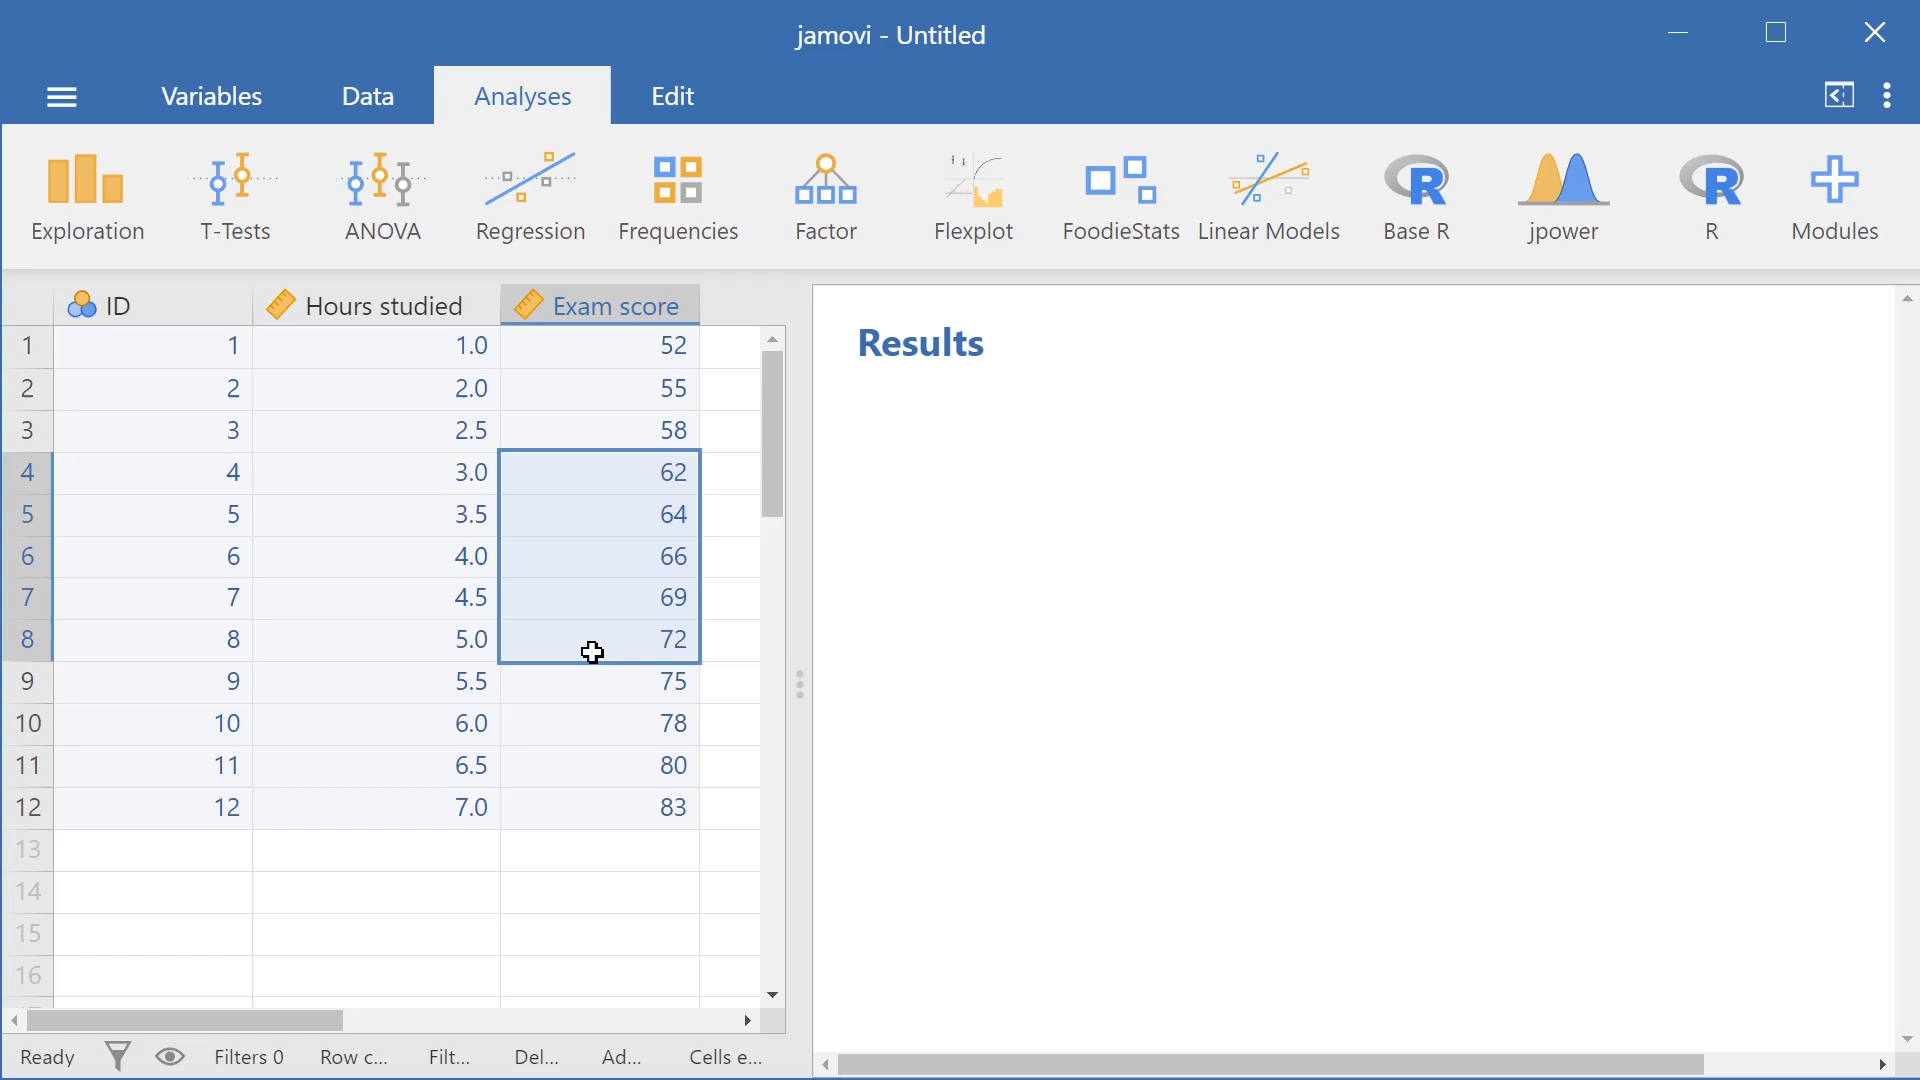 jamovi - Untitled
Variables Data Analyses Edit
Exploration T-Tests ANOVA Regression Frequencies Factor Flexplot FoodieStats Linear Models Base R jpower R Modules
ID Hours studied Exam score
1 1 1.0 52
2 2 2.0 55
3 3 2.5 58
4 4 3.0 62
5 5 3.5 64
6 6 4.0 66
7 7 4.5 69
8 8 5.0 72
9 9 5.5 75
10 10 6.0 78
11 11 6.5 80
12 12 7.0 83
13
14
15
16
Results
Ready Filters 0 Row c... Filt... Del... Ad... Cells e...